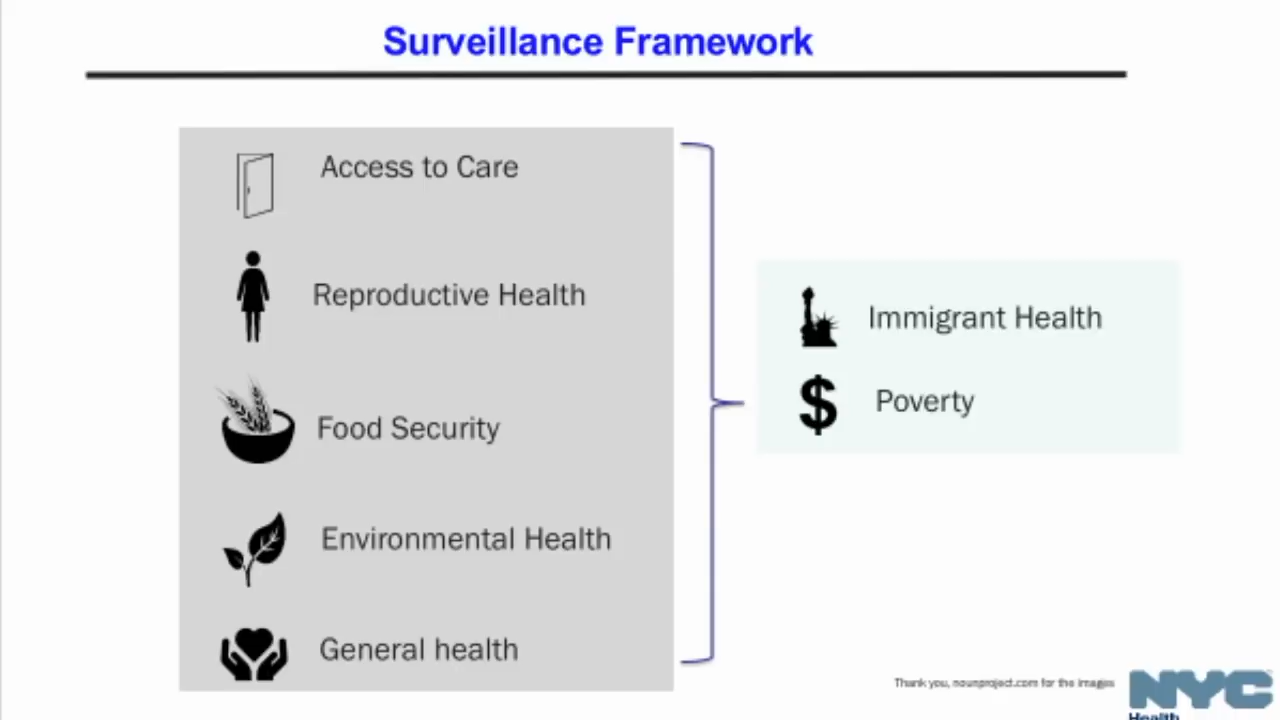 Surveillance Framework
Access to Care
Reproductive Health
Food Security
Environmental Health
General health
Immigrant Health
$ Poverty
Thank you, nounproject.com for the images
NYC
Health